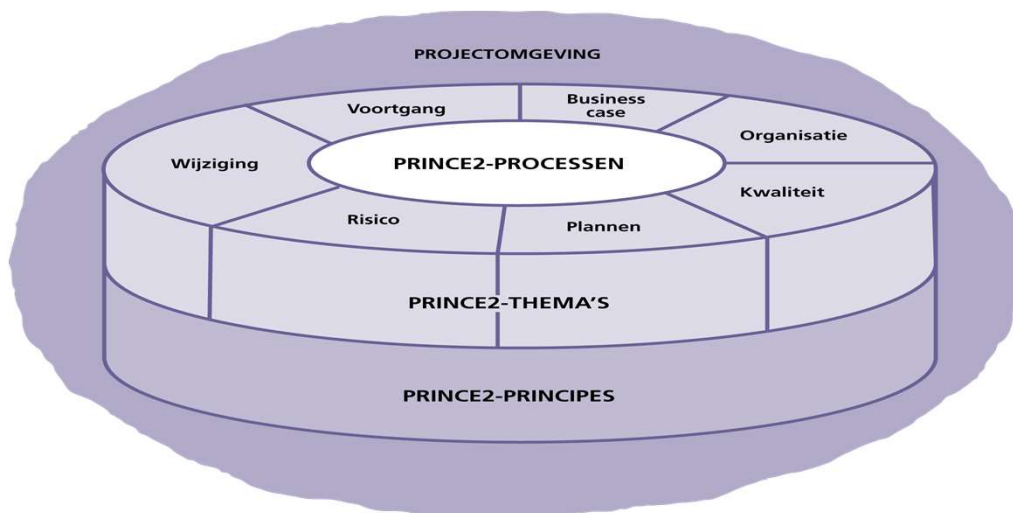 PROJECTOMGEVING
Voortgang
Business
case
Organisatie
Wijziging
PRINCE2-PROCESSEN
Kwaliteit
Risico
Plannen
PRINCE2-THEMA'S
PRINCE2-PRINCIPES